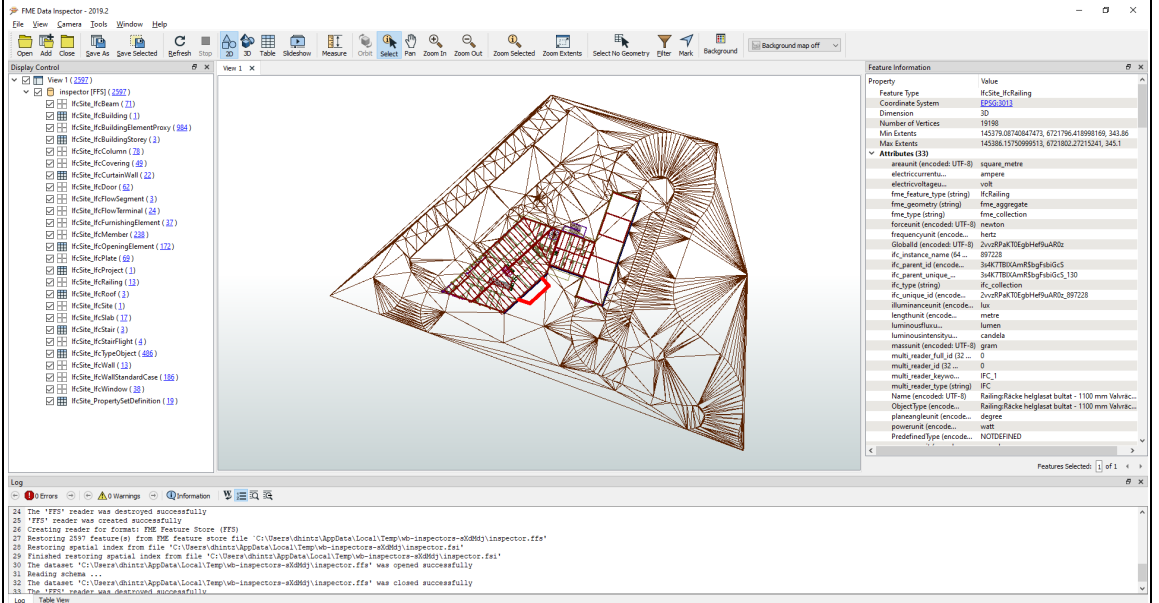 FME Data Inspector - 2019.2
File View Camera Tools Window Help
Open Add Close Save As Save Selected Refresh Stop 2D 3D Table Slideshow Measure Orbit Select Pan Zoom In Zoom Out Zoom Selected Zoom Extents Select No Geometry Filter Mark Background Background map off
Display Control
View 1 (2597)
inspector [FFS] (2597)
IfcSite_IfcBeam (71)
IfcSite_IfcBuilding (1)
IfcSite_IfcBuildingElementProxy (984)
IfcSite_IfcBuildingStorey (3)
IfcSite_IfcColumn (78)
IfcSite_IfcCovering (49)
IfcSite_IfcCurtainWall (22)
IfcSite_IfcDoor (62)
IfcSite_IfcFlowSegment (3)
IfcSite_IfcFlowTerminal (24)
IfcSite_IfcFurnishingElement (37)
IfcSite_IfcMember (238)
IfcSite_IfcOpeningElement (172)
IfcSite_IfcPlate (69)
IfcSite_IfcProject (1)
IfcSite_IfcRailing (13)
IfcSite_IfcRoof (3)
IfcSite_IfcSite (1)
IfcSite_IfcSlab (17)
IfcSite_IfcStair (3)
IfcSite_IfcStairFlight (4)
IfcSite_IfcTypeObject (486)
IfcSite_IfcWall (13)
IfcSite_IfcWallStandardCase (186)
IfcSite_IfcWindow (38)
IfcSite_PropertySetDefinition (19)
View 1
Feature Information
Property Value
Feature Type IfcSite_IfcRailing
Coordinate System EPSG:3013
Dimension 3D
Number of Vertices 19198
Min Extents 145379.08740847473, 6721796.418998169, 343.86
Max Extents 145386.15750999513, 6721802.27215241, 345.1
Attributes (33)
areaunit (encoded: UTF-8) square_metre
electriccurrentu... ampere
electricvoltageu... volt
fme_feature_type (string) IfcRailing
fme_geometry (string) fme_aggregate
fme_type (string) fme_collection
forceunit (encoded: UTF-8) newton
frequencyunit (encode... hertz
GlobalId (encoded: UTF-8) 2vvzRPaKT0EgbHef9uAR0z
ifc_instance_name (64 ... 897228
ifc_parent_id (encode... 3s4K7TBIXAmRSbgFsbiGcS
ifc_parent_unique_... 3s4K7TBIXAmRSbgFsbiGcS_130
ifc_type (string) ifc_collection
ifc_unique_id (encode... 2vvzRPaKT0EgbHef9uAR0z_897228
illuminanceunit (encode... lux
lengthunit (encode... metre
luminousfluxu... lumen
luminousintensityu... candela
massunit (encoded: UTF-8) gram
multi_reader_full_id (32 ... 0
multi_reader_id (32 ... 0
multi_reader_keywo... IFC_1
multi_reader_type (string) IFC
Name (encoded: UTF-8) Railing:Räcke helglasat bultat - 1100 mm Valvräc...
ObjectType (encode... Railing:Räcke helglasat bultat - 1100 mm Valvräc...
planeangleunit (encode... degree
powerunit (encode... watt
PredefinedType (encode... NOTDEFINED
Features Selected: 1 of 1
Log
0 Errors 0 Warnings Information
24 The 'FFS' reader was destroyed successfully
25 'FFS' reader was created successfully
26 Creating reader for format: FME Feature Store (FFS)
27 Restoring 2597 feature(s) from FME feature store file `C:\Users\dhintz\AppData\Local\Temp\wb-inspectors-sXdMdj\inspector.ffs'
28 Restoring spatial index from file 'C:\Users\dhintz\AppData\Local\Temp\wb-inspectors-sXdMdj\inspector.fsi'
29 Finished restoring spatial index from file 'C:\Users\dhintz\AppData\Local\Temp\wb-inspectors-sXdMdj\inspector.fsi'
30 The dataset 'C:\Users\dhintz\AppData\Local\Temp\wb-inspectors-sXdMdj\inspector.ffs' was opened successfully
31 Reading schema ...
32 The dataset 'C:\Users\dhintz\AppData\Local\Temp\wb-inspectors-sXdMdj\inspector.ffs' was closed successfully
33 The 'FFS' reader was destroyed successfully
Log Table View